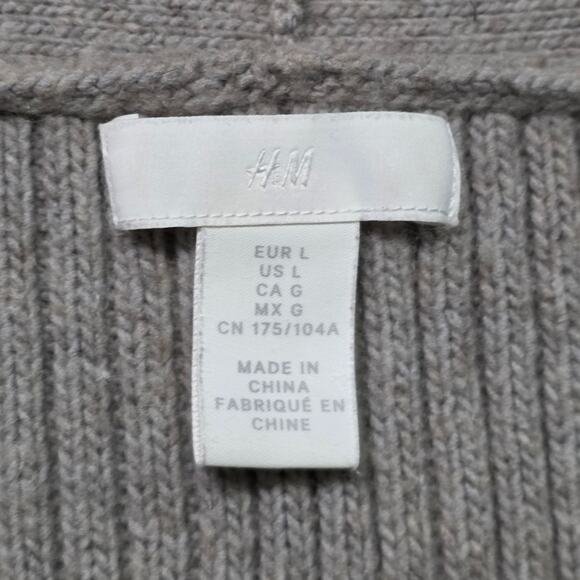 H&M
EUR L
US L
CA G
MX G
CN 175/104A
MADE IN
CHINA
FABRIQUÉ EN
CHINE